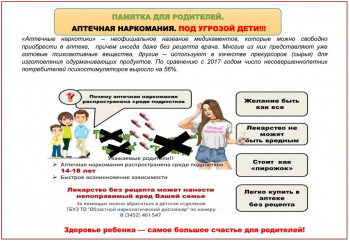 ПАМЯТКА ДЛЯ РОДИТЕЛЕЙ.
АПТЕЧНАЯ НАРКОМАНИЯ. ПОД УГРОЗОЙ ДЕТИ!!!
«Аптечные наркотики» – неофициальное название медикаментов, которые можно свободно
приобрести в аптеке, причем иногда даже без рецепта врача. Многие из них представляют уже
готовые психоактивные вещества, другие – используют в качестве прекурсоров (сырья) для
изготовления одурманивающих продуктов. По сравнению с 2017 годом число несовершеннолетних
потребителей психостимуляторов выросло на 56%.
Почему аптечная наркомания
распространена среди подростков
Желание быть
как все
Лекарство не
может быть
вредным
Стоит как
«пирожок»
Легко купить в
аптеке
без рецепта
Уважаемые родители!!
Аптечная наркомания распространена среди подростков
14-18 лет
Быстрое возникновение зависимости
Лекарство без рецепта может нанести
непоправимый вред Вашей семье
За помощью можно обратиться в детское отделение
ГБУЗ ТО "Областной наркологический диспансер" по номеру
8 (3452) 461 547
Здоровье ребенка — самое большое счастье для родителей!